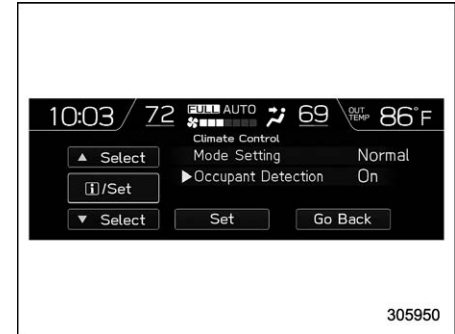 10:03 72 FULL AUTO 69 OUT TEMP 86°F
Climate Control
▲ Select Mode Setting Normal
i/Set ▶Occupant Detection On
▼ Select Set Go Back
305950